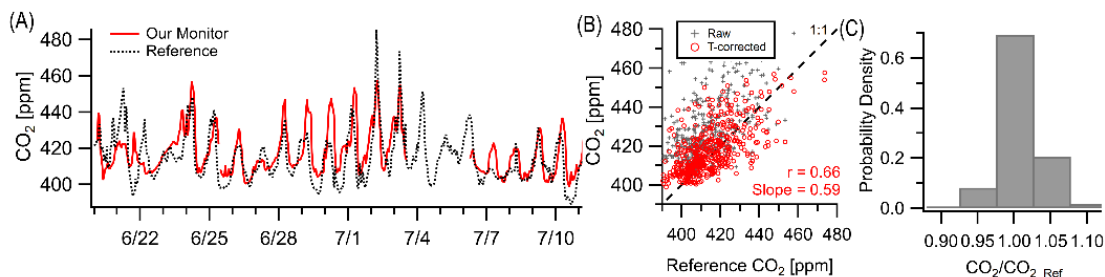 (A)
Our Monitor
Reference
CO2 [ppm]
480
460
440
420
400
6/22
6/25
6/28
7/1
7/4
7/7
7/10
(B)
Raw
T-corrected
1:1
CO2 [ppm]
480
460
440
420
400
r = 0.66
Slope = 0.59
400 420 440 460 480
Reference CO2 [ppm]
(C)
Probability Density
0.6
0.4
0.2
0.0
0.90 0.95 1.00 1.05 1.10
CO2/CO2 Ref